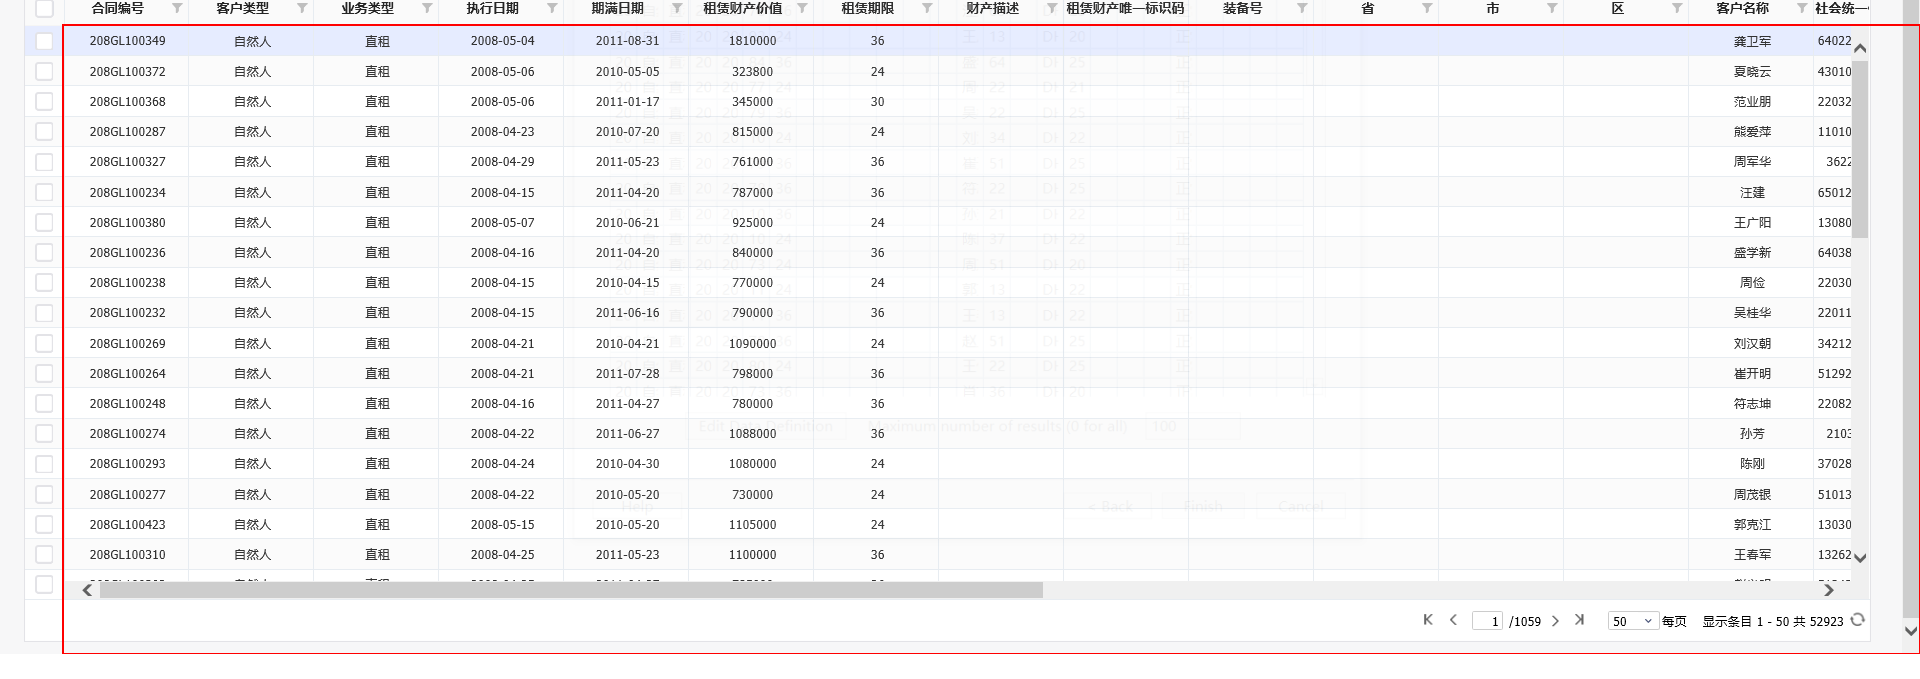 合同编号 客户类型 业务类型 执行日期 期满日期 租赁财产价值 租赁期限 财产描述 租赁财产唯一标识码 装备号 省 市 区 客户名称 社会统一
208GL100349 自然人 直租 2008-05-04 2011-08-31 1810000 36 龚卫军 64022
208GL100372 自然人 直租 2008-05-06 2010-05-05 323800 24 夏晓云 43010
208GL100368 自然人 直租 2008-05-06 2011-01-17 345000 30 范业朋 22032
208GL100287 自然人 直租 2008-04-23 2010-07-20 815000 24 熊爱萍 11010
208GL100327 自然人 直租 2008-04-29 2011-05-23 761000 36 周军华 3622
208GL100234 自然人 直租 2008-04-15 2011-04-20 787000 36 汪建 65012
208GL100380 自然人 直租 2008-05-07 2010-06-21 925000 24 王广阳 13080
208GL100236 自然人 直租 2008-04-16 2011-04-20 840000 36 盛学新 64038
208GL100238 自然人 直租 2008-04-15 2010-04-15 770000 24 周俭 22030
208GL100232 自然人 直租 2008-04-15 2011-06-16 790000 36 吴桂华 22011
208GL100269 自然人 直租 2008-04-21 2010-04-21 1090000 24 刘汉朝 34212
208GL100264 自然人 直租 2008-04-21 2011-07-28 798000 36 崔开明 51292
208GL100248 自然人 直租 2008-04-16 2011-04-27 780000 36 符志坤 22082
208GL100274 自然人 直租 2008-04-22 2011-06-27 1088000 36 孙芳 2103
208GL100293 自然人 直租 2008-04-24 2010-04-30 1080000 24 陈刚 37028
208GL100277 自然人 直租 2008-04-22 2010-05-20 730000 24 周茂银 51013
208GL100423 自然人 直租 2008-05-15 2010-05-20 1105000 24 郭克江 13030
208GL100310 自然人 直租 2008-04-25 2011-05-23 1100000 36 王春军 13262
Edit Data Definition Maximum number of results (0 for all) 100
Help < Back Finish Cancel
1 /1059 50 每页 显示条目 1 - 50 共 52923